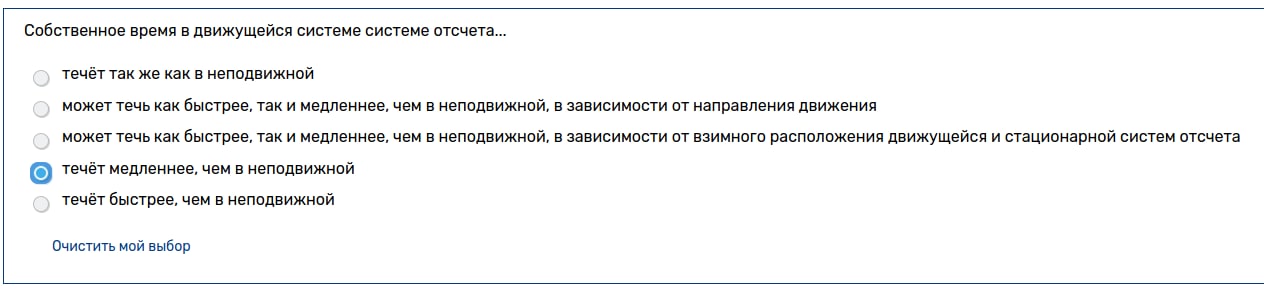 Собственное время в движущейся системе системе отсчета...
течёт так же как в неподвижной
может течь как быстрее, так и медленнее, чем в неподвижной, в зависимости от направления движения
может течь как быстрее, так и медленнее, чем в неподвижной, в зависимости от взимного расположения движущейся и стационарной систем отсчета
течёт медленнее, чем в неподвижной
течёт быстрее, чем в неподвижной
Очистить мой выбор